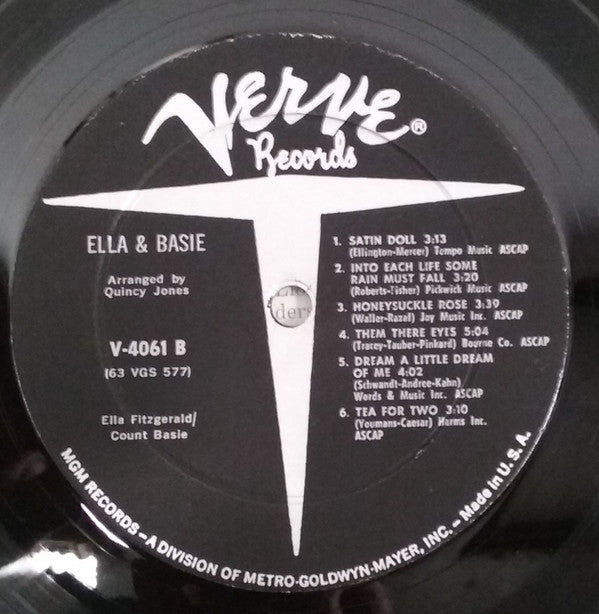 VERVE®
Records
ELLA & BASIE
Arranged by
Quincy Jones
V-4061 B
(63 VGS 577)
Ella Fitzgerald/
Count Basie
1. SATIN DOLL 3:13
(Ellington-Mercer) Tempo Music ASCAP
2. INTO EACH LIFE SOME
RAIN MUST FALL 3:20
(Roberts-Fisher) Pickwick Music ASCAP
3. HONEYSUCKLE ROSE 3:39
(Waller-Razaf) Joy Music Inc. ASCAP
4. THEM THERE EYES 5:04
(Tracey-Tauber-Pinkard) Bourne Co. ASCAP
5. DREAM A LITTLE DREAM
OF ME 4:02
(Schwandt-Andree-Kahn)
Words & Music Inc. ASCAP
6. TEA FOR TWO 3:10
(Youmans-Caesar) Harms Inc.
ASCAP
MGM RECORDS – A DIVISION OF METRO-GOLDWYN-MAYER, INC. – Made in U.S.A.